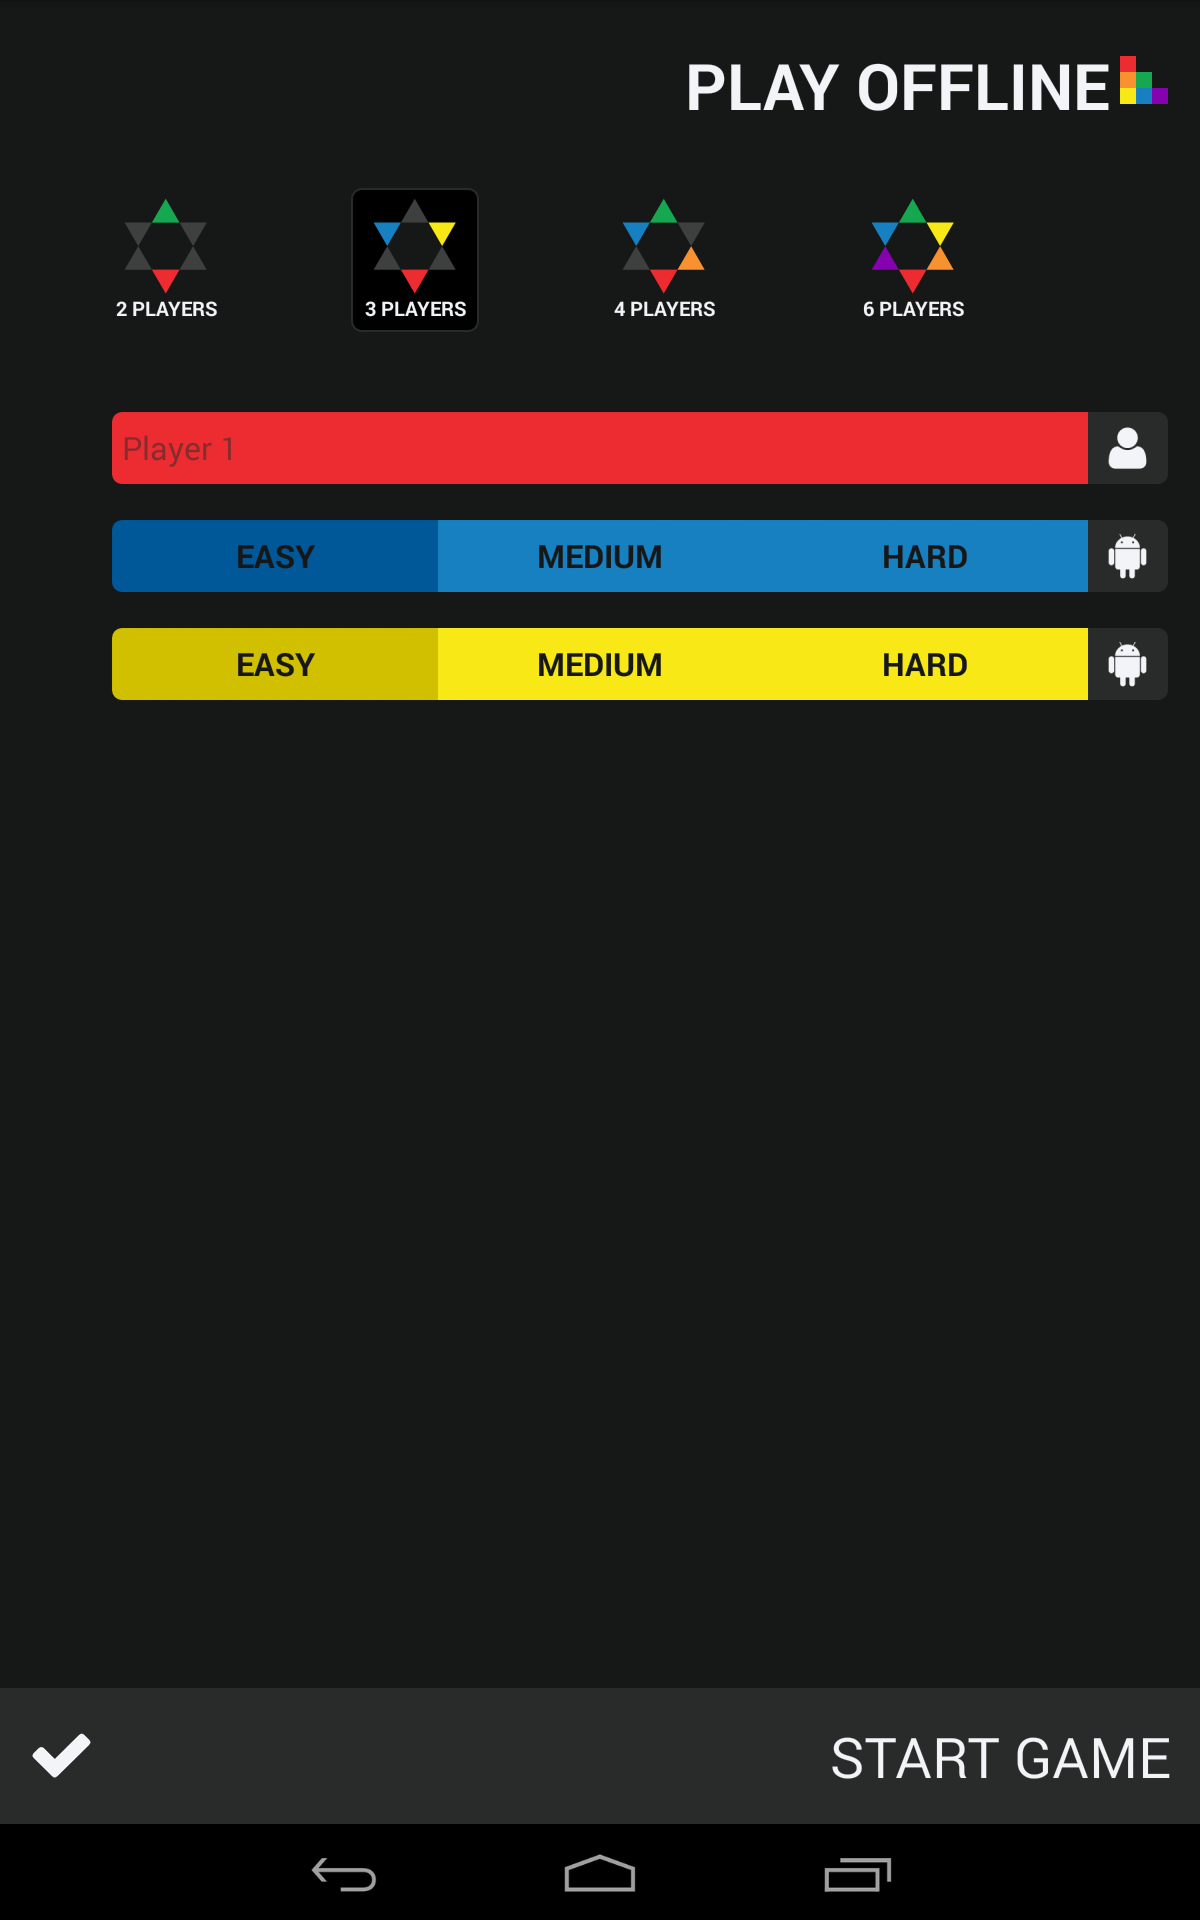 PLAY OFFLINE
2 PLAYERS 3 PLAYERS 4 PLAYERS 6 PLAYERS
Player 1
EASY MEDIUM HARD
EASY MEDIUM HARD
START GAME